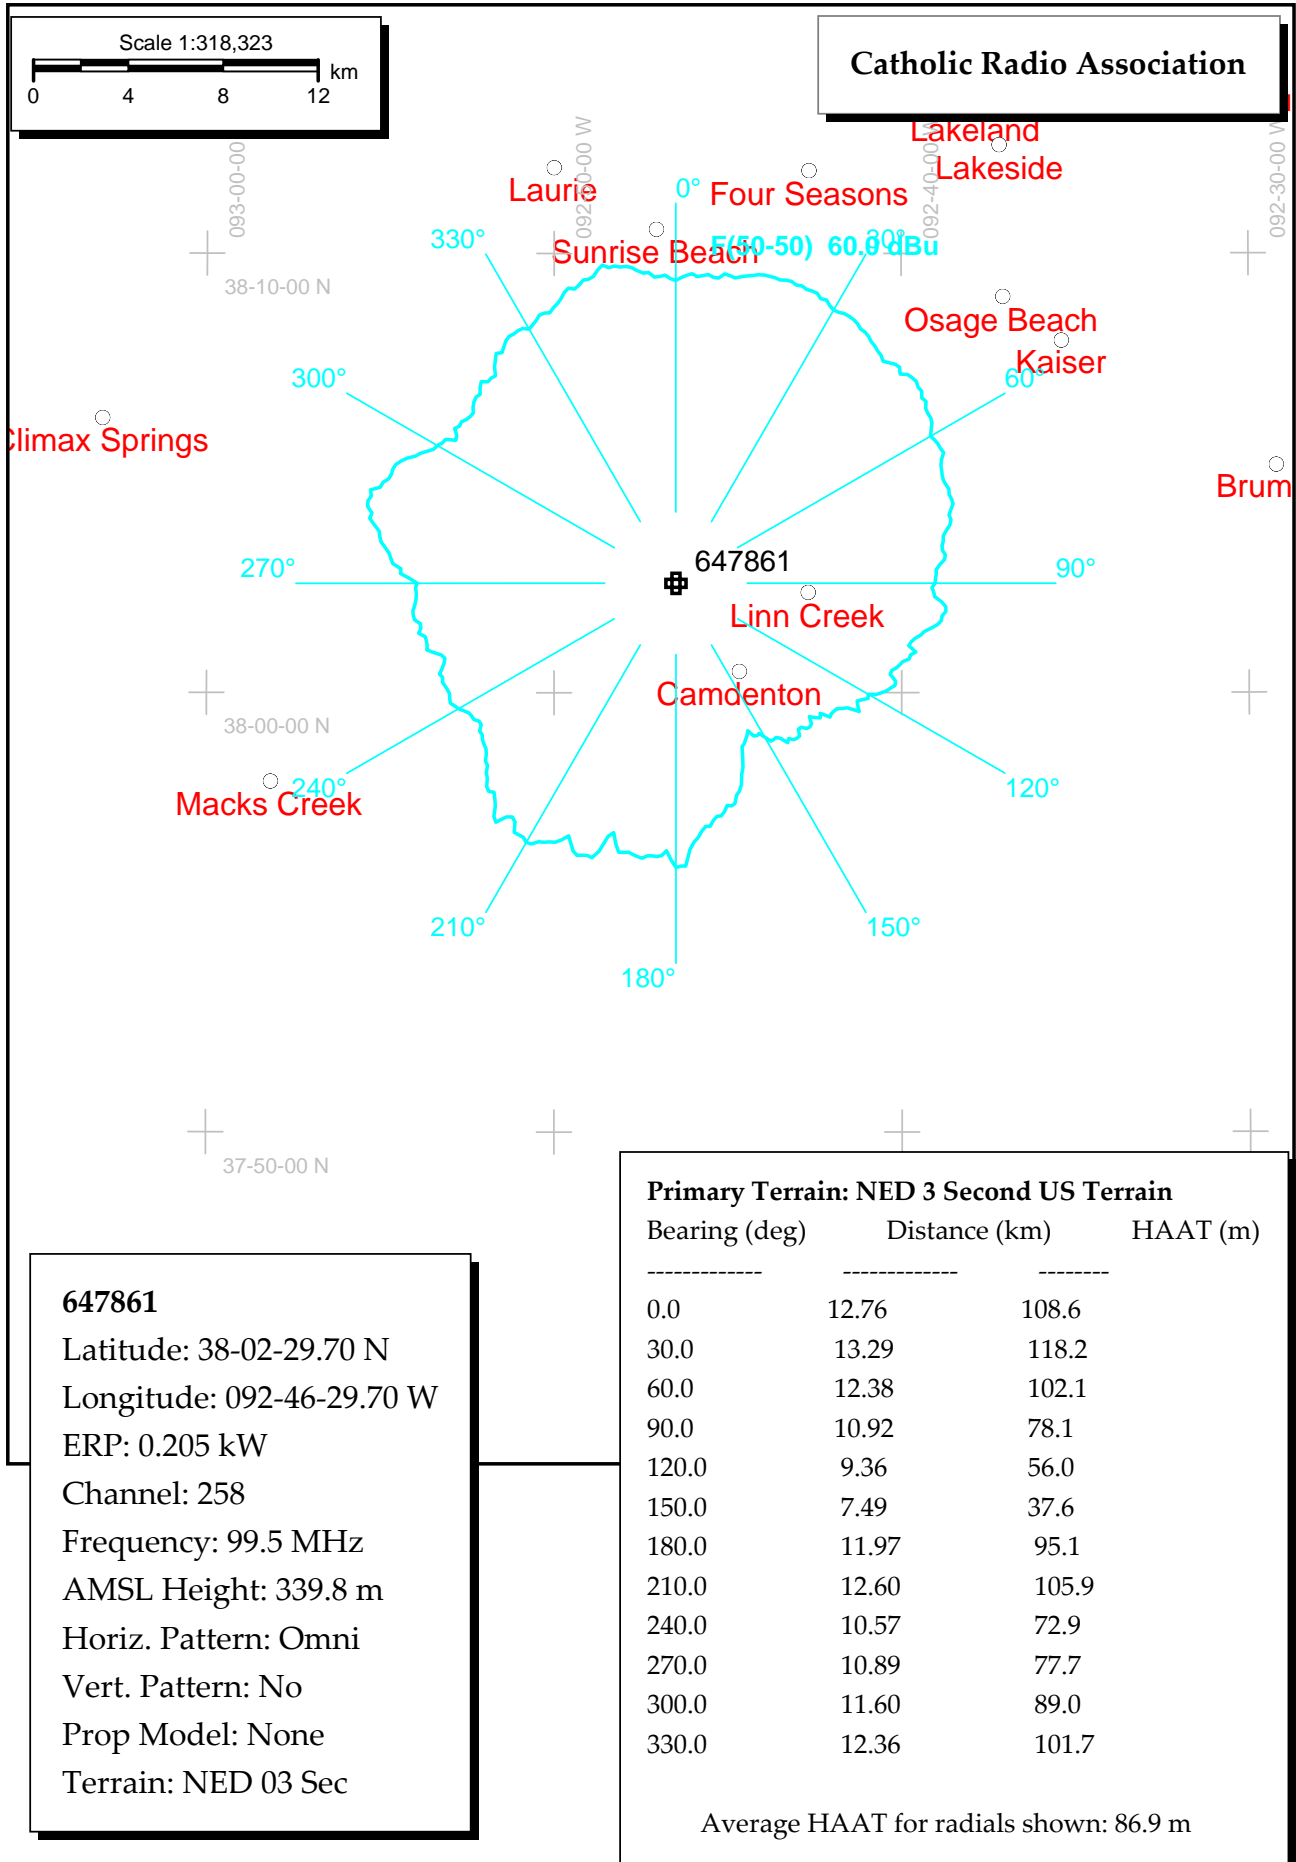 Scale 1:318,323
km
0 4 8 12
Catholic Radio Association
Lakeland
Lakeside
093-00-00
092-50-00 W
092-40-00 W
092-30-00 W
Laurie
0°
Four Seasons
330°
Sunrise Beach
F(50-50) 60.0 dBu
30°
38-10-00 N
Osage Beach
Kaiser
300°
60°
Climax Springs
Brum
270°
647861
90°
Linn Creek
Camdenton
38-00-00 N
240°
Macks Creek
120°
210°
150°
180°
37-50-00 N
647861
Latitude: 38-02-29.70 N
Longitude: 092-46-29.70 W
ERP: 0.205 kW
Channel: 258
Frequency: 99.5 MHz
AMSL Height: 339.8 m
Horiz. Pattern: Omni
Vert. Pattern: No
Prop Model: None
Terrain: NED 03 Sec
Primary Terrain: NED 3 Second US Terrain
Bearing (deg) Distance (km) HAAT (m)
------------- ------------- --------
0.0 12.76 108.6
30.0 13.29 118.2
60.0 12.38 102.1
90.0 10.92 78.1
120.0 9.36 56.0
150.0 7.49 37.6
180.0 11.97 95.1
210.0 12.60 105.9
240.0 10.57 72.9
270.0 10.89 77.7
300.0 11.60 89.0
330.0 12.36 101.7
Average HAAT for radials shown: 86.9 m